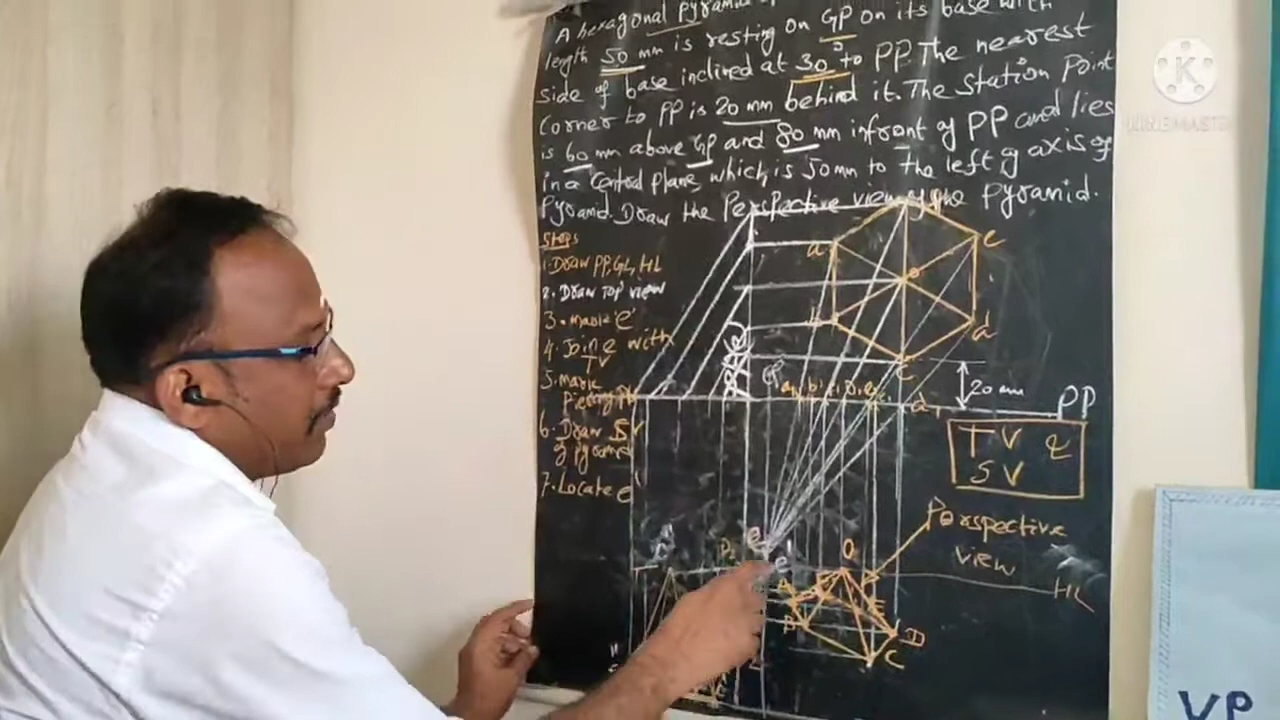 A hexagonal pyramid of
length 50 mm is resting on GP on its base with
side of base inclined at 30° to PP. The nearest
Corner to PP is 20 mm behind it. The Station Point
is 60 mm above GP and 80 mm infront of PP and lies
in a Central plane, which is 50mm to the left of axis of
Pyramid. Draw the Perspective view of the pyramid.
Steps
1. Draw PP, GL, HL
2. Draw Top View
3. Mark 'e'
4. Join e with
TV
5. Mark
Piercing Pt
6. Draw SV
of pyramid
7. Locate e'
a
e
o
d
c
20 mm
PP
TV &
SV
Perspective
view
HL
e
e'
O
A
B
E
D
C
K
KINEMASTER
VP